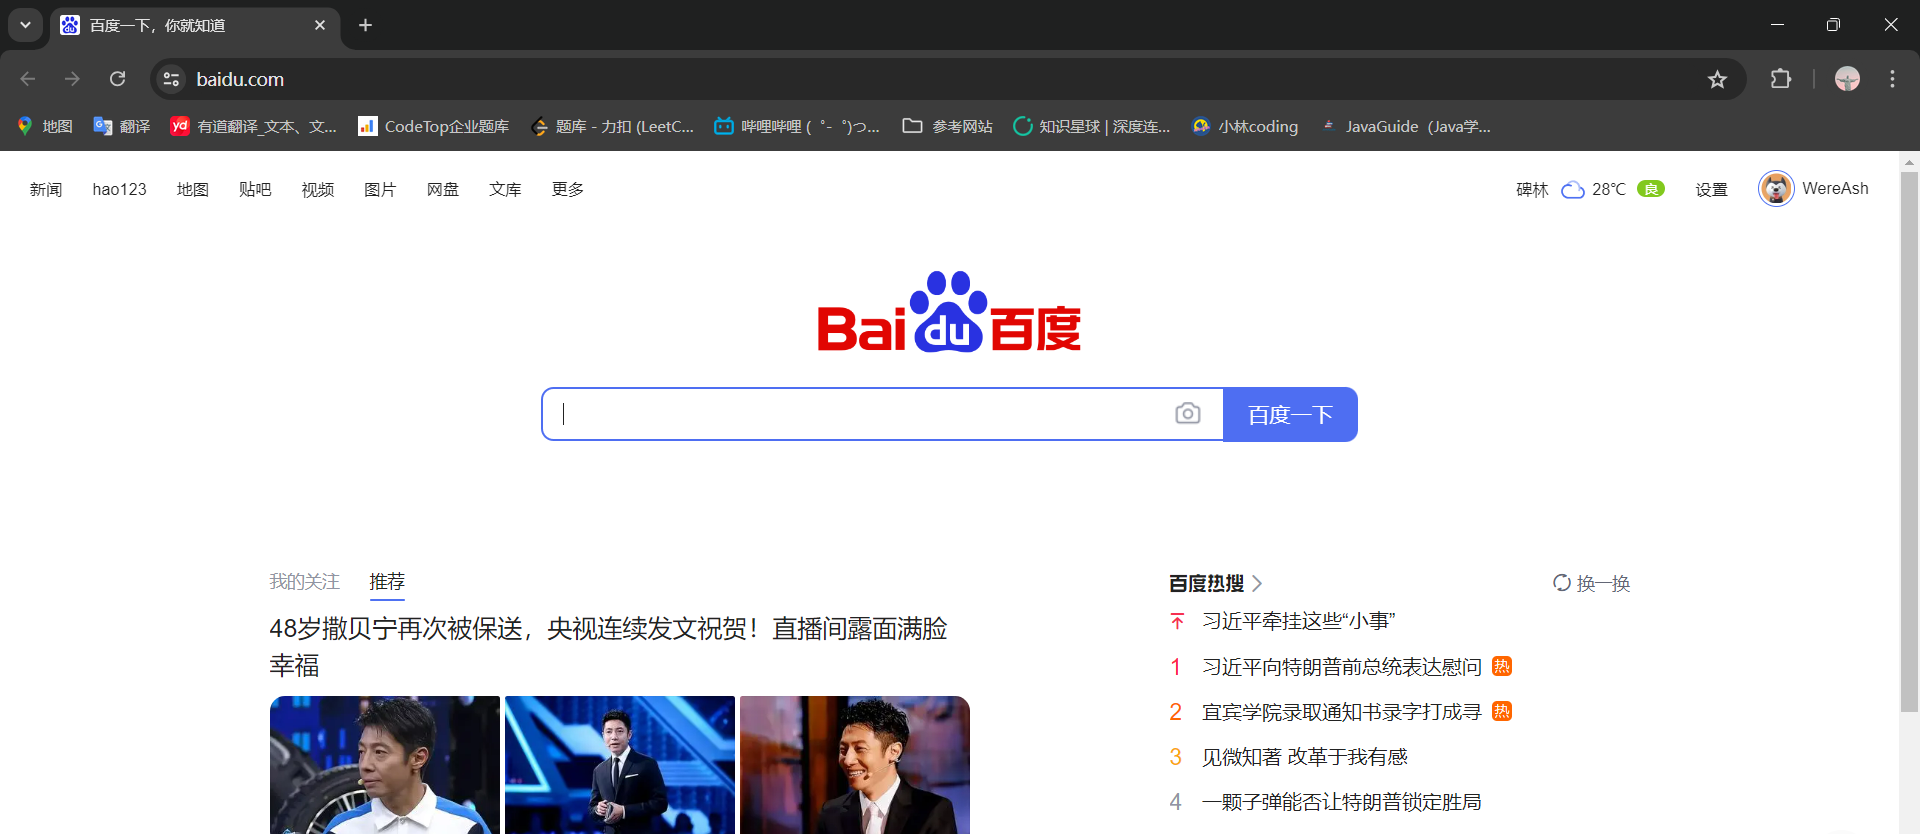 百度一下，你就知道
baidu.com
地图 翻译 有道翻译_文本、文... CodeTop企业题库 题库 - 力扣 (LeetC... 哔哩哔哩 (゜-゜)つ... 参考网站 知识星球 | 深度连... 小林coding JavaGuide（Java学...
新闻 hao123 地图 贴吧 视频 图片 网盘 文库 更多 碑林 28℃ 良 设置 WereAsh
Bai du 百度
百度一下
我的关注 推荐
48岁撒贝宁再次被保送，央视连续发文祝贺！直播间露面满脸
幸福
百度热搜 换一换
习近平牵挂这些“小事”
1 习近平向特朗普前总统表达慰问 热
2 宜宾学院录取通知书录字打成寻 热
3 见微知著 改革于我有感
4 一颗子弹能否让特朗普锁定胜局